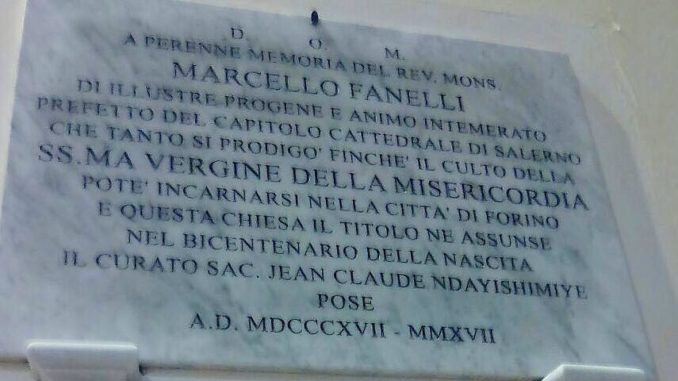 D. O. M.
A PERENNE MEMORIA DEL REV. MONS.
MARCELLO FANELLI
DI ILLUSTRE PROGENE E ANIMO INTEMERATO
PREFETTO DEL CAPITOLO CATTEDRALE DI SALERNO
CHE TANTO SI PRODIGO' FINCHE' IL CULTO DELLA
SS.MA VERGINE DELLA MISERICORDIA
POTE' INCARNARSI NELLA CITTA' DI FORINO
E QUESTA CHIESA IL TITOLO NE ASSUNSE
NEL BICENTENARIO DELLA NASCITA
IL CURATO SAC. JEAN CLAUDE NDAYISHIMIYE
POSE
A.D. MDCCCXVII - MMXVII